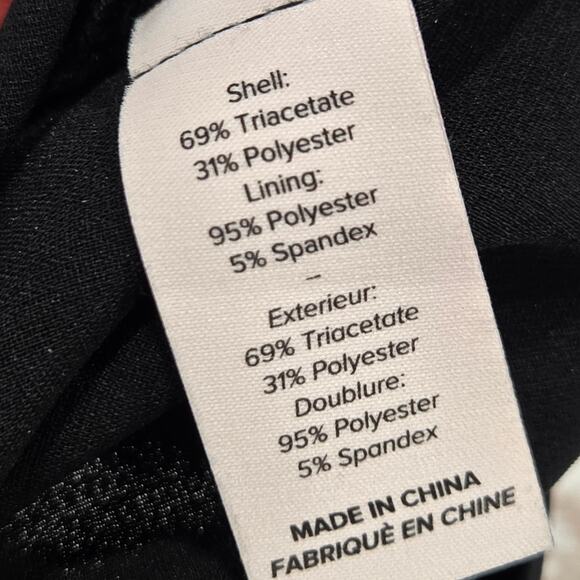 Shell:
69% Triacetate
31% Polyester
Lining:
95% Polyester
5% Spandex
–
Exterieur:
69% Triacetate
31% Polyester
Doublure:
95% Polyester
5% Spandex
MADE IN CHINA
FABRIQUÈ EN CHINE